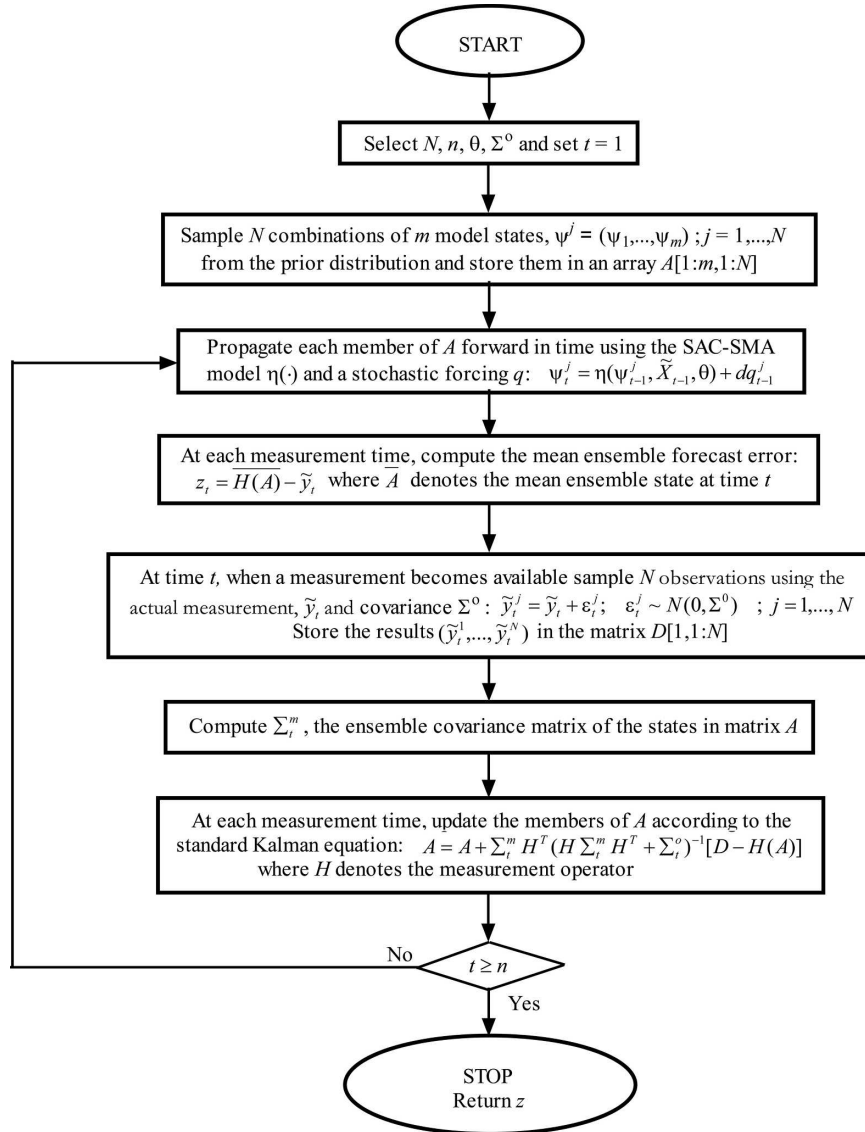 START
Select N, n, θ, Σ° and set t = 1
Sample N combinations of m model states, ψ^j = (ψ_1,...,ψ_m) ; j = 1,...,N
from the prior distribution and store them in an array A[1:m,1:N]
Propagate each member of A forward in time using the SAC-SMA
model η(·) and a stochastic forcing q: ψ_t^j = η(ψ_{t-1}^j, X̃_{t-1}, θ) + dq_{t-1}^j
At each measurement time, compute the mean ensemble forecast error:
z_t = \overline{H(A)} − ỹ_t where \overline{A} denotes the mean ensemble state at time t
At time t, when a measurement becomes available sample N observations using the
actual measurement, ỹ_t and covariance Σ° : ỹ_t^j = ỹ_t + ε_t^j; ε_t^j ~ N(0, Σ^0) ; j = 1,..., N
Store the results (ỹ_t^1,..., ỹ_t^N) in the matrix D[1,1:N]
Compute ∑_t^m , the ensemble covariance matrix of the states in matrix A
At each measurement time, update the members of A according to the
standard Kalman equation: A = A + ∑_t^m H^T (H ∑_t^m H^T + ∑_t^o)^{−1} [D − H(A)]
where H denotes the measurement operator
No
t ≥ n
Yes
STOP
Return z